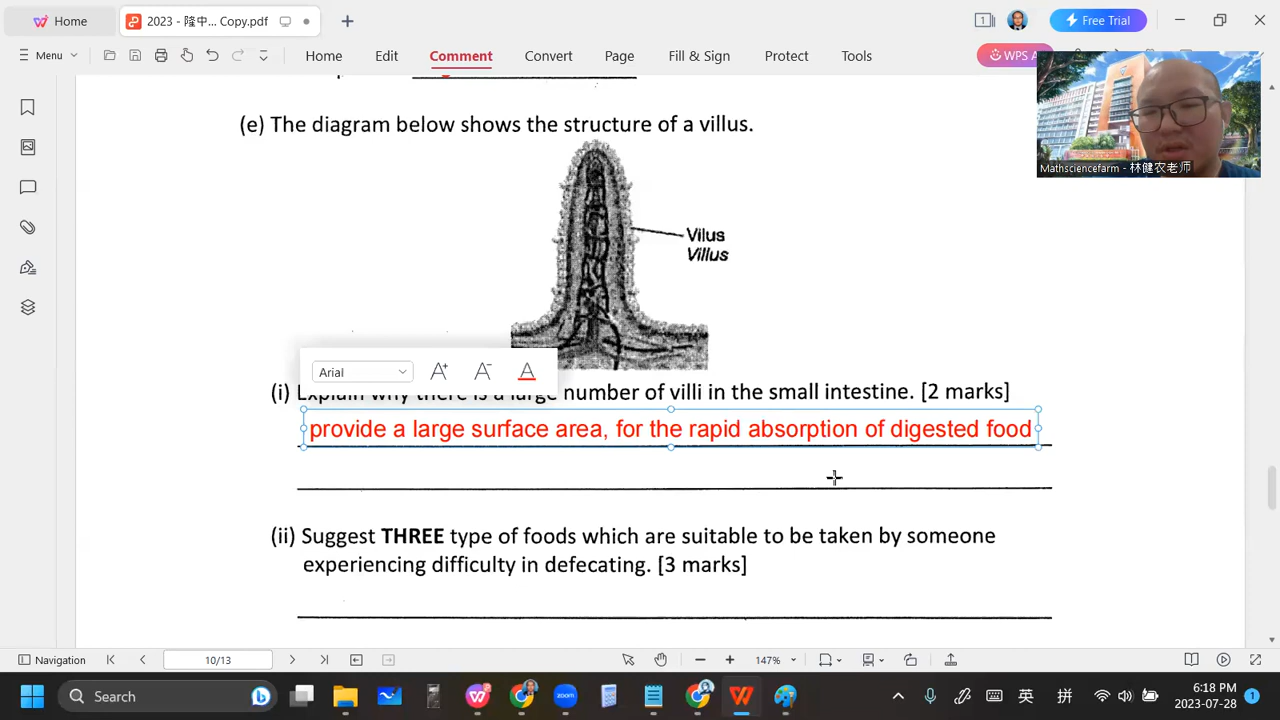 Home
2023 - 隆中... Copy.pdf
1
Free Trial
Menu
Home
Edit
Comment
Convert
Page
Fill & Sign
Protect
Tools
WPS A
Mathsciencefarm - 林健农老师
(e) The diagram below shows the structure of a villus.
Vilus
Villus
Arial
(i) Explain why there is a large number of villi in the small intestine. [2 marks]
provide a large surface area, for the rapid absorption of digested food
(ii) Suggest THREE type of foods which are suitable to be taken by someone
experiencing difficulty in defecating. [3 marks]
Navigation
10/13
147%
Search
英
拼
6:18 PM
2023-07-28
1